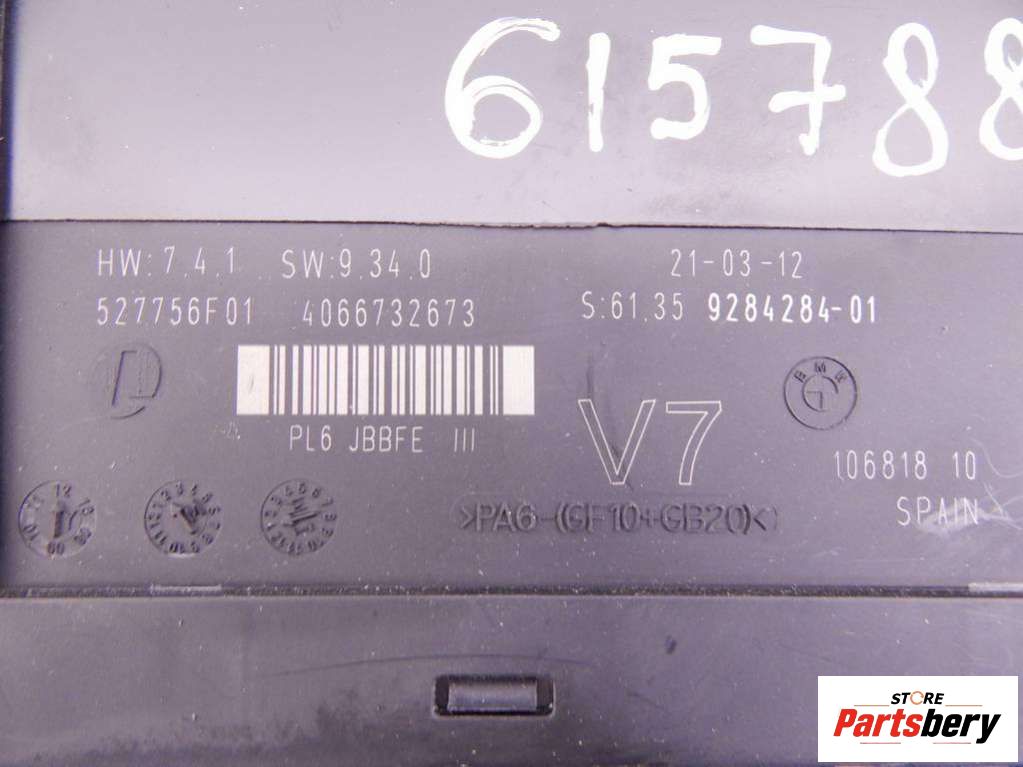 615788
HW:7.4.1 SW:9.34.0 21-03-12
527756F01 4066732673 S:61.35 9284284-01
BMW
PL6 JBBFE III V7
106818 10
SPAIN
>PA6-(GF10+GB20)<
STORE
Partsbery